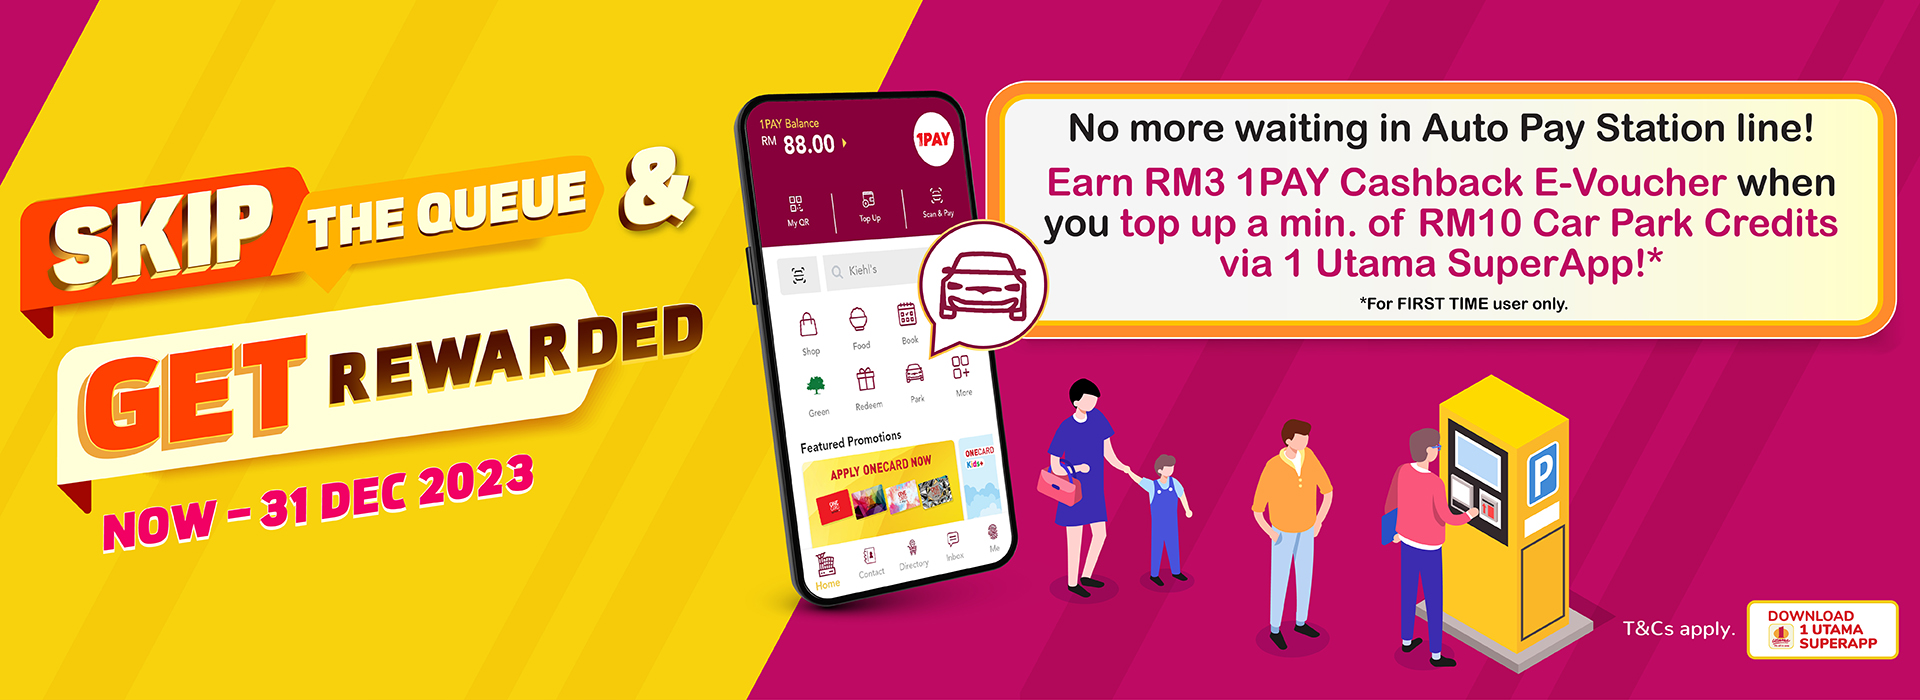 SKIP THE QUEUE &
GET REWARDED
NOW – 31 DEC 2023
1PAY Balance
RM 88.00
1PAY
My QR
Top Up
Scan & Pay
Kiehl's
Shop
Food
Book
Green
Redeem
Park
More
Featured Promotions
APPLY ONECARD NOW
ONECARD
Kids+
Home
Contact
Directory
Inbox
Me
No more waiting in Auto Pay Station line!
Earn RM3 1PAY Cashback E-Voucher when
you top up a min. of RM10 Car Park Credits
via 1 Utama SuperApp!*
*For FIRST TIME user only.
P
T&Cs apply.
DOWNLOAD
1 UTAMA
SUPERAPP